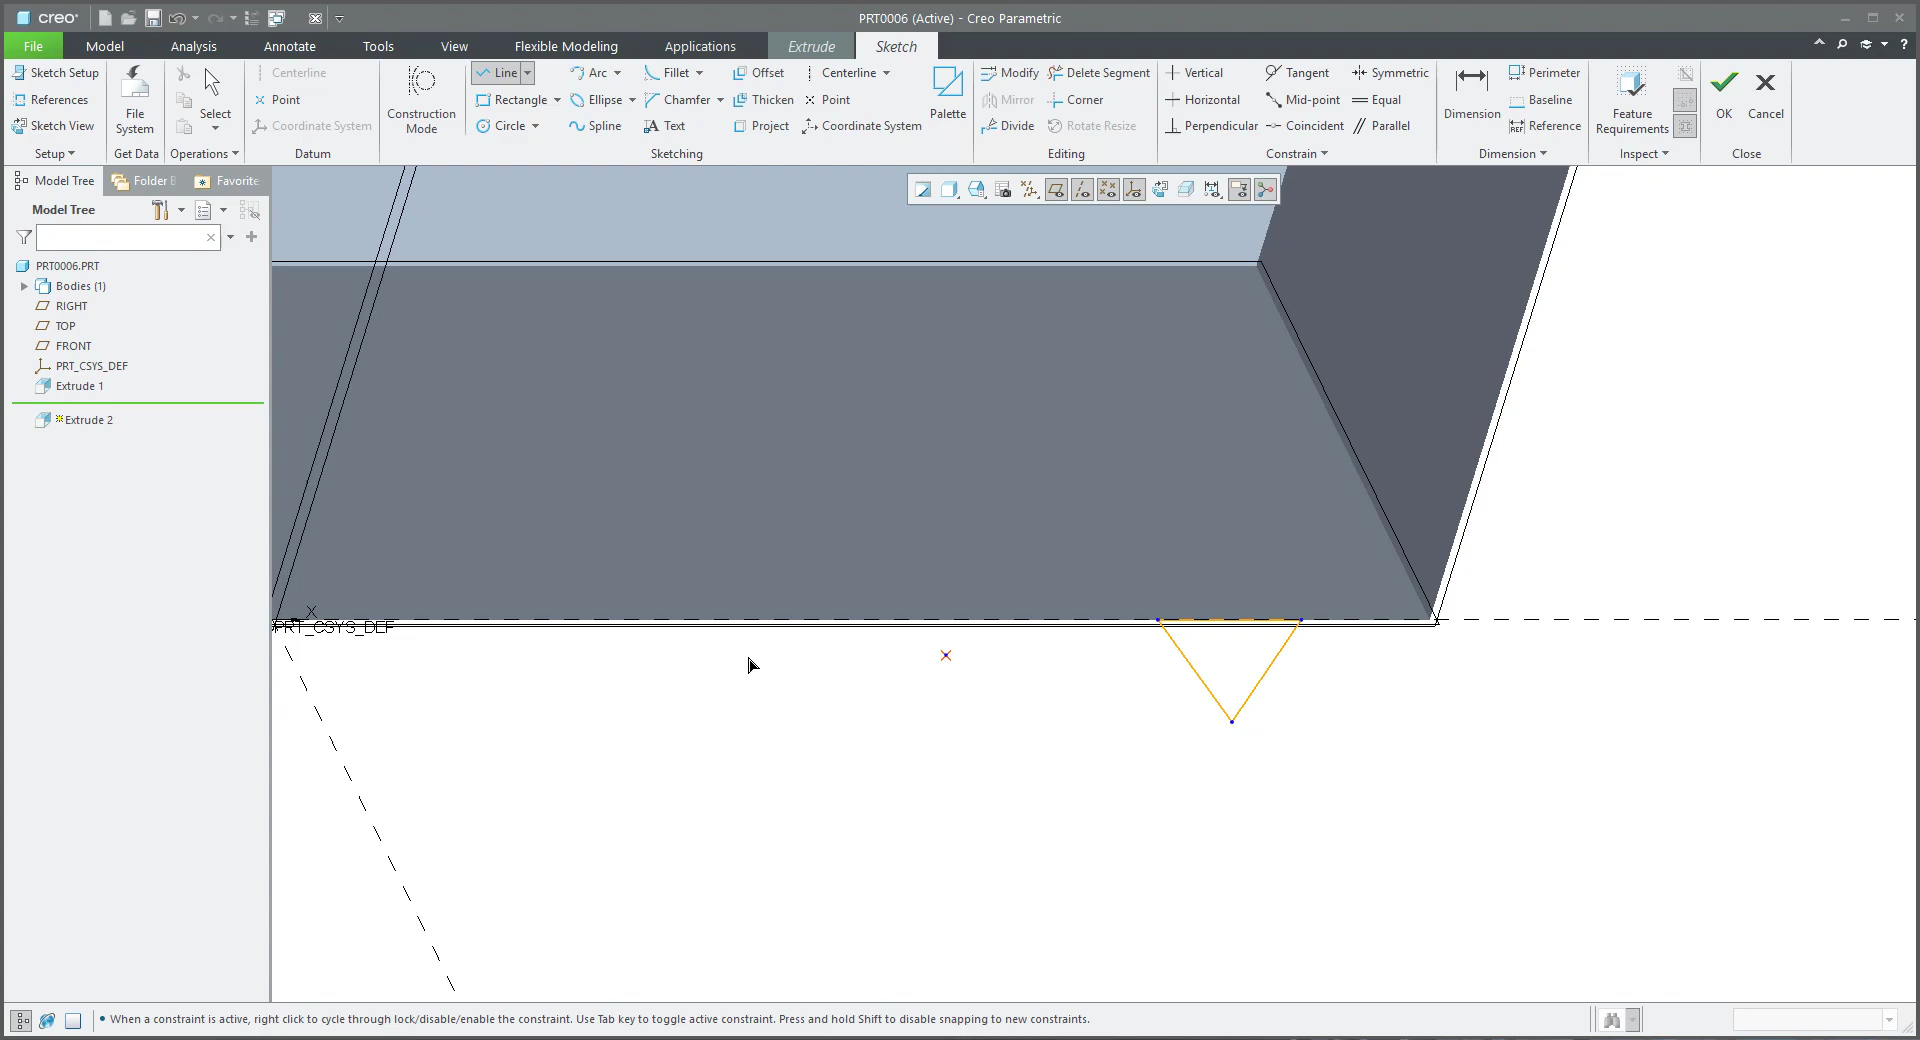 creo
PRT0006 (Active) - Creo Parametric
File Model Analysis Annotate Tools View Flexible Modeling Applications Extrude Sketch
Sketch Setup
References
Sketch View
Setup
File
System
Get Data
Select
Operations
Centerline
Point
Coordinate System
Datum
Construction
Mode
Line Arc Fillet Offset Centerline
Rectangle Ellipse Chamfer Thicken Point
Circle Spline Text Project Coordinate System
Palette
Sketching
Modify Delete Segment
Mirror Corner
Divide Rotate Resize
Editing
Vertical Tangent Symmetric
Horizontal Mid-point Equal
Perpendicular Coincident Parallel
Constrain
Dimension
Perimeter
Baseline
REF Reference
Dimension
Feature
Requirements
Inspect
OK Cancel
Close
Model Tree Folder B Favorite
Model Tree
PRT0006.PRT
Bodies (1)
RIGHT
TOP
FRONT
PRT_CSYS_DEF
Extrude 1
Extrude 2
X
PRT_CSYS_DEF
When a constraint is active, right click to cycle through lock/disable/enable the constraint. Use Tab key to toggle active constraint. Press and hold Shift to disable snapping to new constraints.